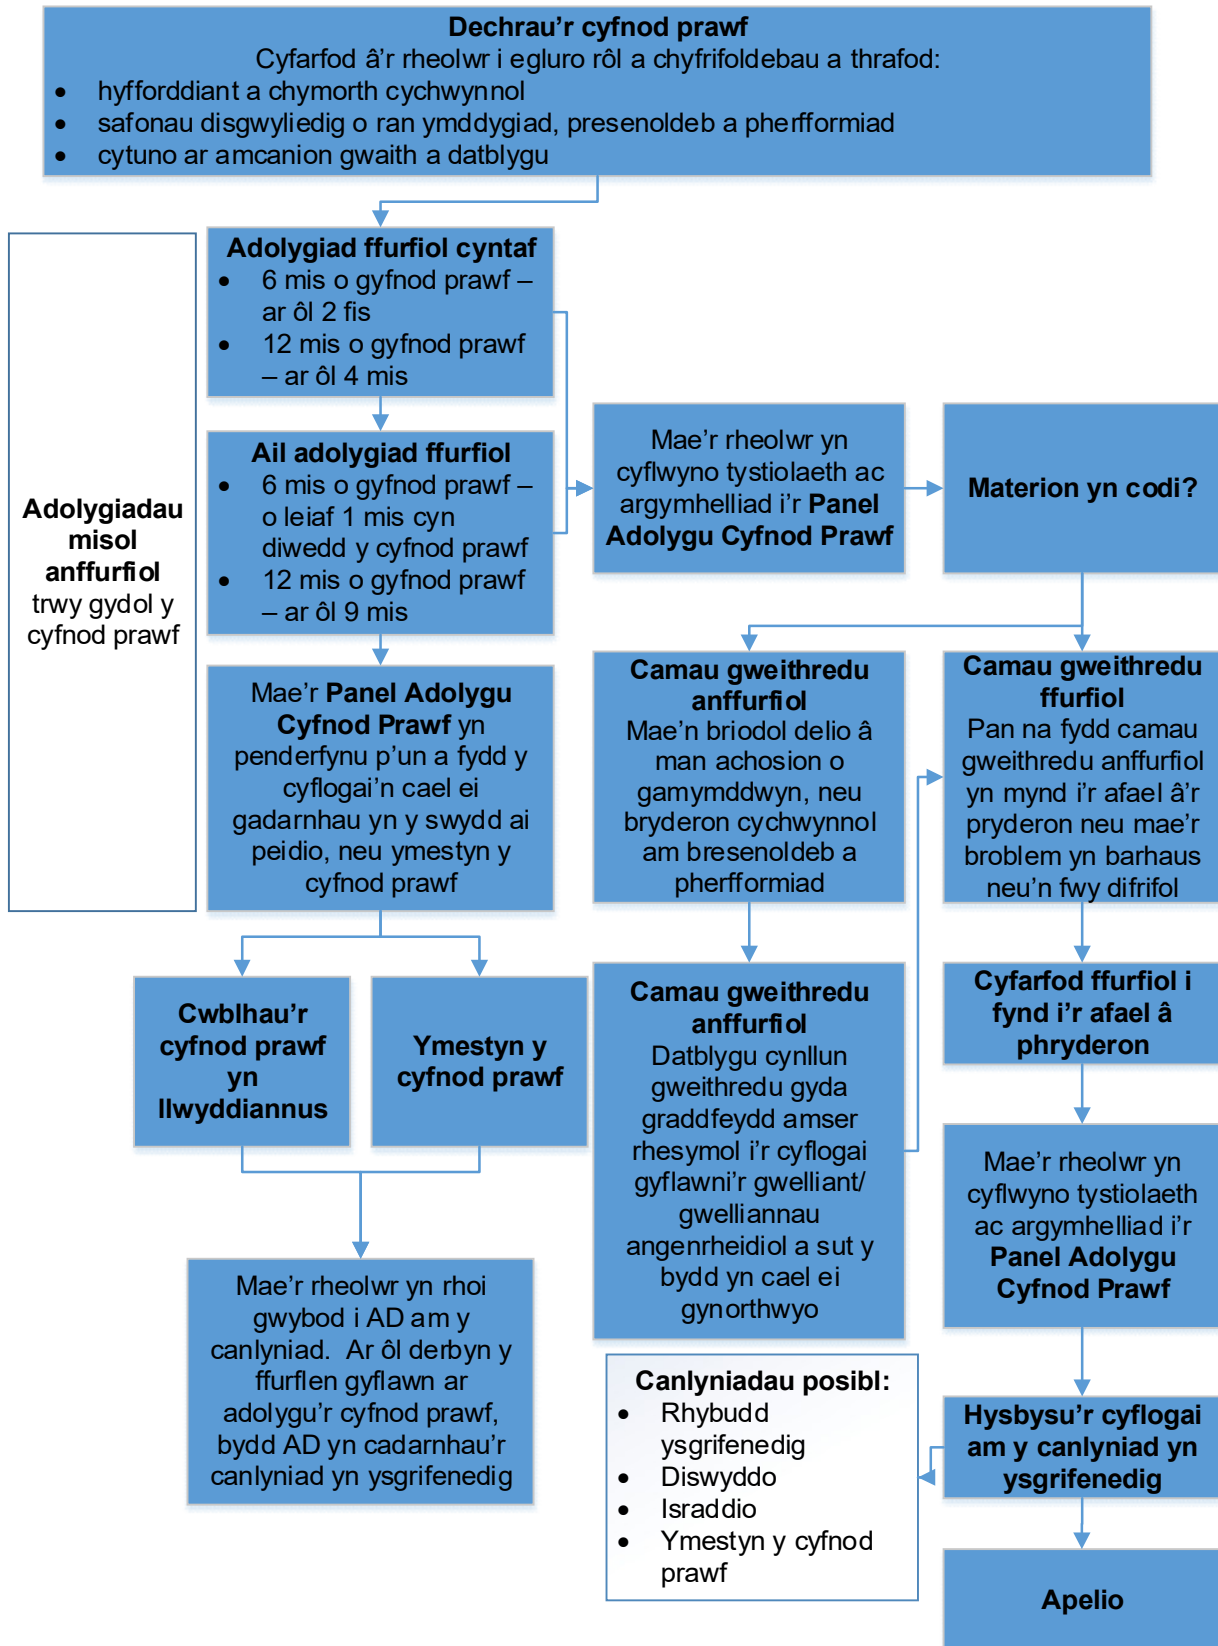 Dechrau'r cyfnod prawf
Cyfarfod â'r rheolwr i egluro rôl a chyfrifoldebau a thrafod:
• hyfforddiant a chymorth cychwynnol
• safonau disgwyliedig o ran ymddygiad, presenoldeb a pherfformiad
• cytuno ar amcanion gwaith a datblygu
Adolygiadau
misol
anffurfiol
trwy gydol y
cyfnod prawf
Adolygiad ffurfiol cyntaf
• 6 mis o gyfnod prawf –
ar ôl 2 fis
• 12 mis o gyfnod prawf
– ar ôl 4 mis
Ail adolygiad ffurfiol
• 6 mis o gyfnod prawf –
o leiaf 1 mis cyn
diwedd y cyfnod prawf
• 12 mis o gyfnod prawf
– ar ôl 9 mis
Mae'r rheolwr yn
cyflwyno tystiolaeth ac
argymhelliad i'r Panel
Adolygu Cyfnod Prawf
Materion yn codi?
Mae'r Panel Adolygu
Cyfnod Prawf yn
penderfynu p'un a fydd y
cyflogai'n cael ei
gadarnhau yn y swydd ai
peidio, neu ymestyn y
cyfnod prawf
Cwblhau'r
cyfnod prawf
yn
llwyddiannus
Ymestyn y
cyfnod prawf
Mae'r rheolwr yn rhoi
gwybod i AD am y
canlyniad. Ar ôl derbyn y
ffurflen gyflawn ar
adolygu'r cyfnod prawf,
bydd AD yn cadarnhau'r
canlyniad yn ysgrifenedig
Camau gweithredu
anffurfiol
Mae'n briodol delio â
man achosion o
gamymddwyn, neu
bryderon cychwynnol
am bresenoldeb a
pherfformiad
Camau gweithredu
anffurfiol
Datblygu cynllun
gweithredu gyda
graddfeydd amser
rhesymol i'r cyflogai
gyflawni'r gwelliant/
gwelliannau
angenrheidiol a sut y
bydd yn cael ei
gynorthwyo
Camau gweithredu
ffurfiol
Pan na fydd camau
gweithredu anffurfiol
yn mynd i'r afael â'r
pryderon neu mae'r
broblem yn barhaus
neu'n fwy difrifol
Cyfarfod ffurfiol i
fynd i'r afael â
phryderon
Mae'r rheolwr yn
cyflwyno tystiolaeth
ac argymhelliad i'r
Panel Adolygu
Cyfnod Prawf
Hysbysu'r cyflogai
am y canlyniad yn
ysgrifenedig
Canlyniadau posibl:
• Rhybudd
ysgrifenedig
• Diswyddo
• Israddio
• Ymestyn y cyfnod
prawf
Apelio